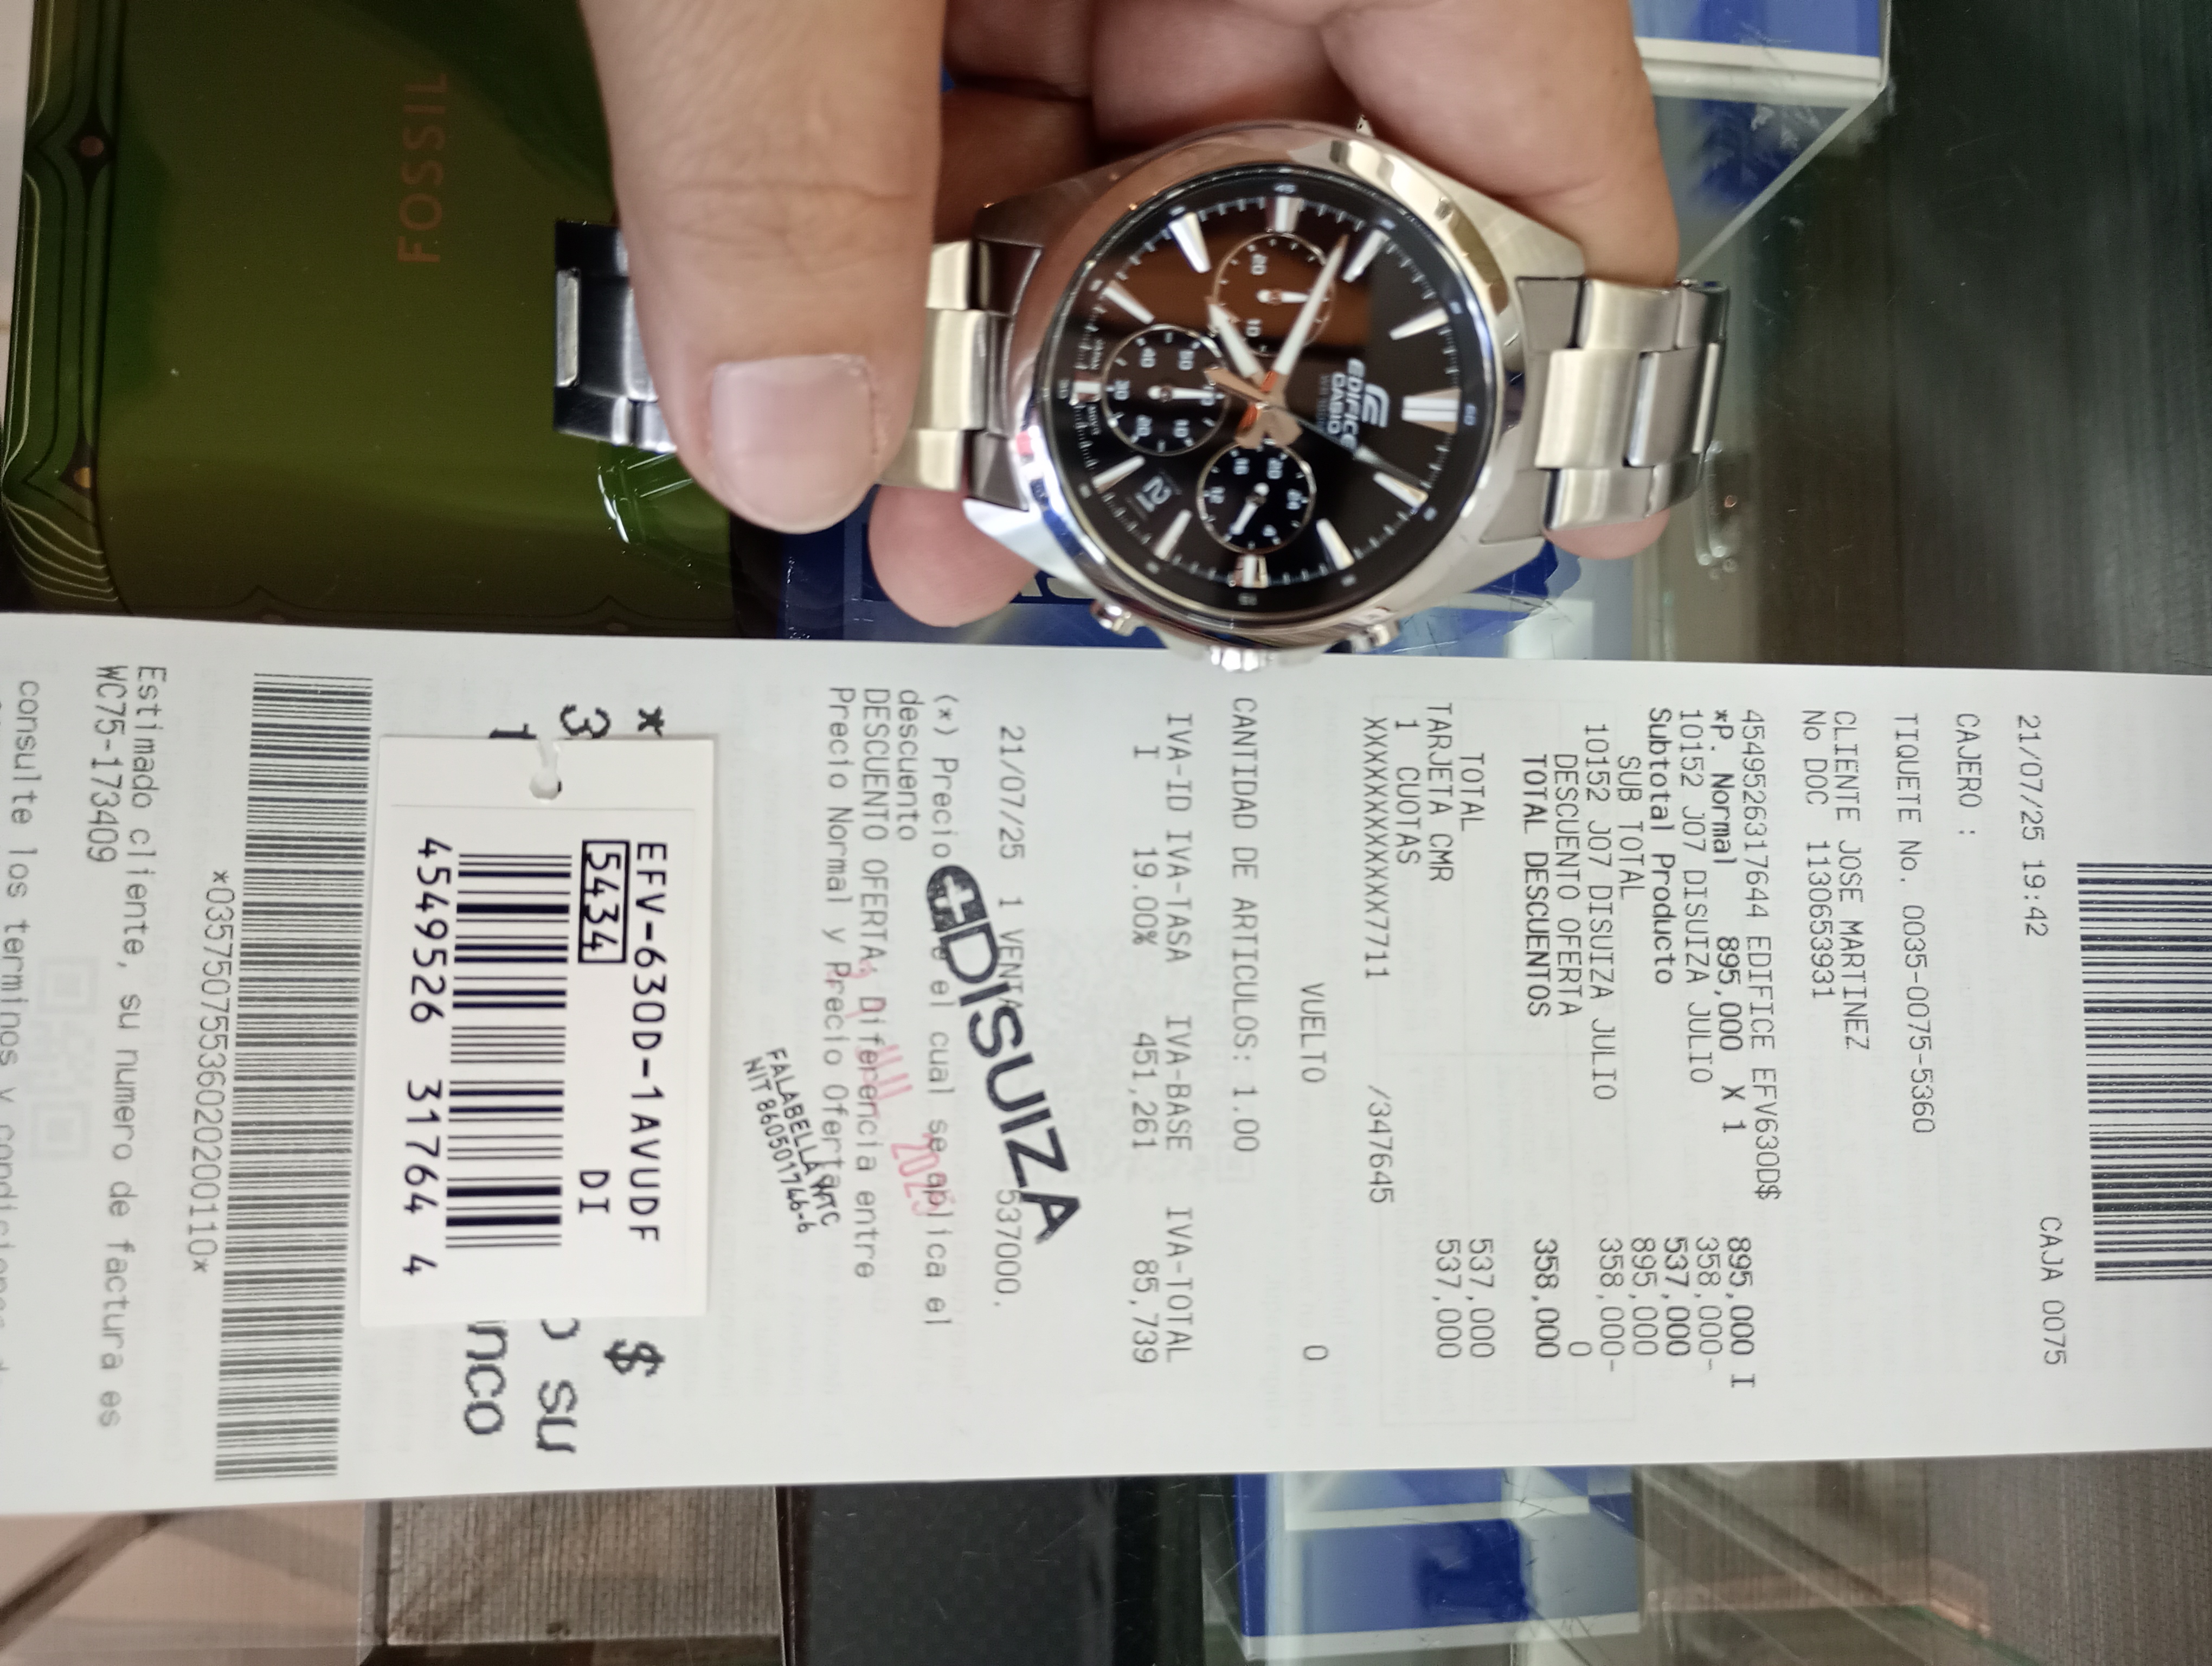 FOSSIL
EDIFICE
CASIO
21/07/25 19:42 CAJA 0075
CAJERO :
TIQUETE No. 0035-0075-5360
CLIENTE JOSE MARTINEZ
No DOC 1130653931
4549526317644 EDIFICE EFV630D$
*P. Normal 895,000 X 1 895,000 I
10152 J07 DISUIZA JULIO 358,000-
Subtotal Producto 537,000
SUB TOTAL 895,000
10152 J07 DISUIZA JULIO 358,000-
DESCUENTO OFERTA 0
TOTAL DESCUENTOS 358,000
TOTAL 537,000
TARJETA CMR 537,000
1 CUOTAS
XXXXXXXXXXXX7711 /347645
VUELTO 0
CANTIDAD DE ARTICULOS: 1.00
IVA-ID IVA-TASA IVA-BASE IVA-TOTAL
I 19.00% 451,261 85,739
21/07/25 1 VENTA 537000.
DISUIZA
(*) Precio el cual se aplica el
descuento
DESCUENTO OFERTA, Diferencia entre
Precio Normal y Precio Oferta
2025
FALABELLA WTC
NIT 860501746-6
* $
3 O su
1 nco
EFV-630D-1AVUDF
5434 DI
4549526 31764 4
*035750755360202200110*
Estimado cliente, su numero de factura es
WC75-173409
consulte los terminos y condiciones